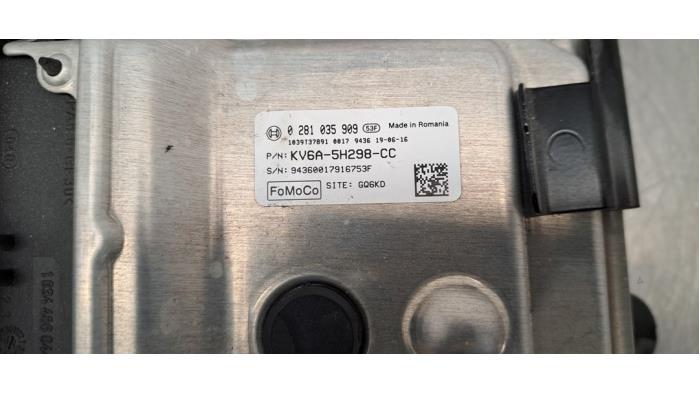 0 281 035 909 53F Made in Romania
1039T37891 0017 9436 19-06-16
P/N: KV6A-5H298-CC
S/N: 94360017916753F
FoMoCo SITE: GQ6KD